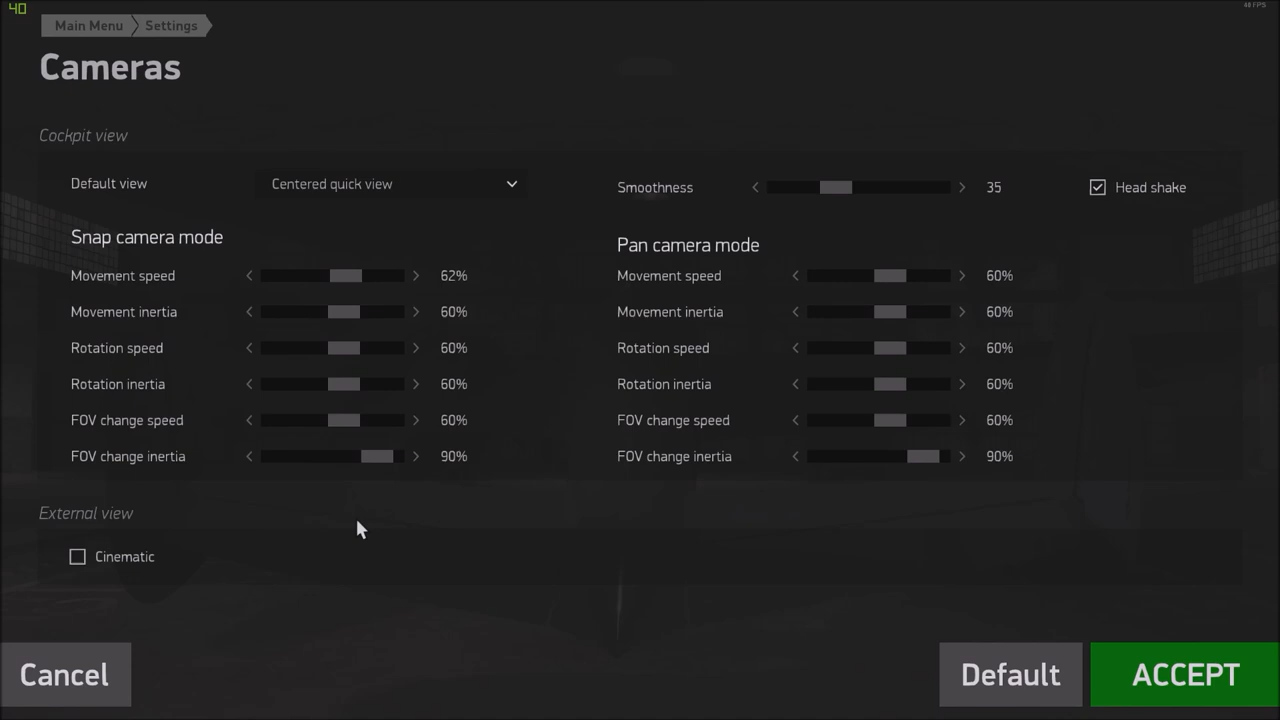 40
48 FPS
Main Menu Settings
Cameras
Cockpit view
Default view Centered quick view Smoothness 35 Head shake
Snap camera mode Pan camera mode
Movement speed 62% Movement speed 60%
Movement inertia 60% Movement inertia 60%
Rotation speed 60% Rotation speed 60%
Rotation inertia 60% Rotation inertia 60%
FOV change speed 60% FOV change speed 60%
FOV change inertia 90% FOV change inertia 90%
External view
Cinematic
Cancel Default ACCEPT